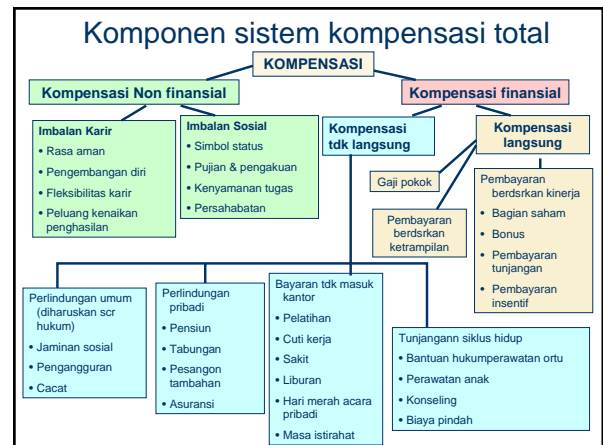 Komponen sistem kompensasi total
KOMPENSASI
Kompensasi Non finansial
Kompensasi finansial
Imbalan Karir
• Rasa aman
• Pengembangan diri
• Fleksibilitas karir
• Peluang kenaikan
penghasilan
Imbalan Sosial
• Simbol status
• Pujian & pengakuan
• Kenyamanan tugas
• Persahabatan
Kompensasi
tdk langsung
Kompensasi
langsung
Gaji pokok
Pembayaran
berdsrkan
ketrampilan
Pembayaran
berdsrkan kinerja
• Bagian saham
• Bonus
• Pembayaran
tunjangan
• Pembayaran
insentif
Perlindungan umum
(diharuskan scr
hukum)
• Jaminan sosial
• Pengangguran
• Cacat
Perlindungan
pribadi
• Pensiun
• Tabungan
• Pesangon
tambahan
• Asuransi
Bayaran tdk masuk
kantor
• Pelatihan
• Cuti kerja
• Sakit
• Liburan
• Hari merah acara
pribadi
• Masa istirahat
Tunjangann siklus hidup
• Bantuan hukumperawatan ortu
• Perawatan anak
• Konseling
• Biaya pindah